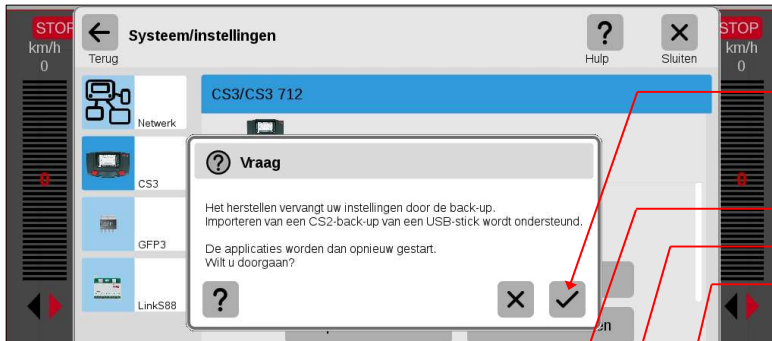 STOP
km/h
0
0
Terug
Systeem/instellingen
?
Hulp
Sluiten
STOP
km/h
0
0
Netwerk
CS3
GFP3
LinkS88
CS3/CS3 712
? Vraag
Het herstellen vervangt uw instellingen door de back-up.
Importeren van een CS2-back-up van een USB-stick wordt ondersteund.
De applicaties worden dan opnieuw gestart.
Wilt u doorgaan?
?